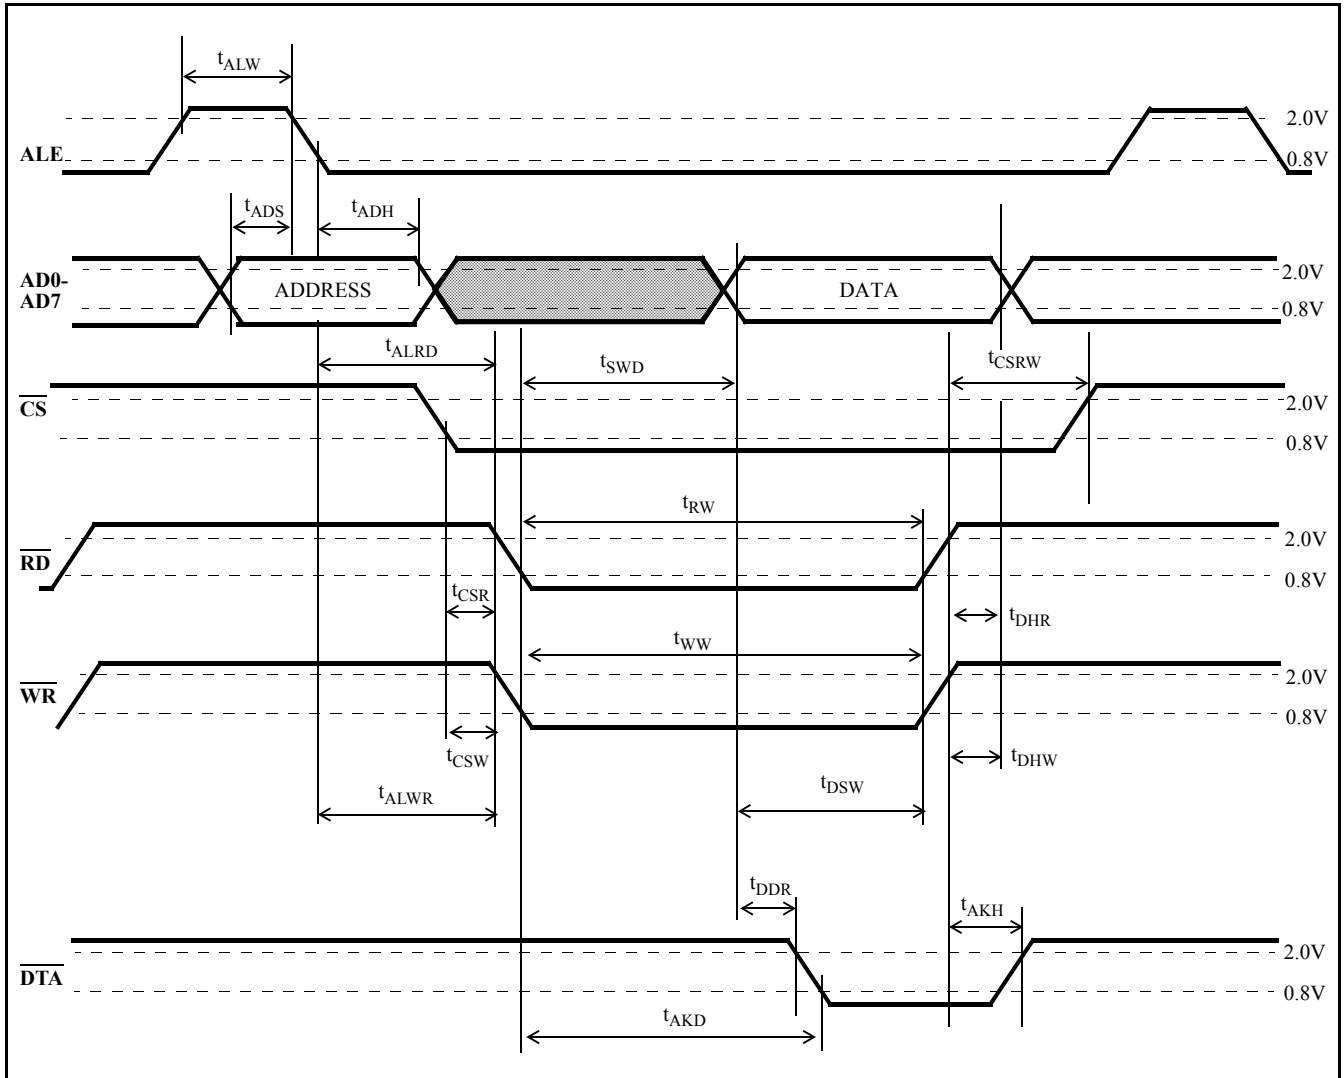 tALW
2.0V
ALE
0.8V
tADS
tADH
AD0-
AD7
ADDRESS
DATA
2.0V
0.8V
tALRD
tSWD
tCSRW
CS
2.0V
0.8V
tRW
RD
2.0V
0.8V
tCSR
tDHR
tWW
WR
2.0V
0.8V
tCSW
tDHW
tALWR
tDSW
tDDR
tAKH
DTA
2.0V
0.8V
tAKD